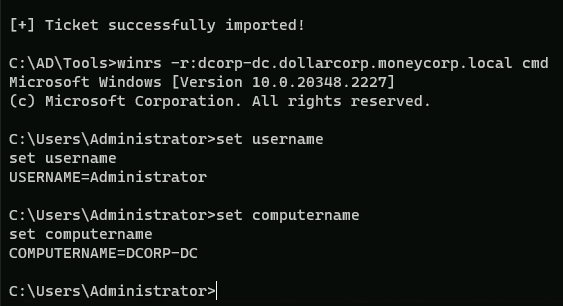 [+] Ticket successfully imported!
C:\AD\Tools>winrs -r:dcorp-dc.dollarcorp.moneycorp.local cmd
Microsoft Windows [Version 10.0.20348.2227]
(c) Microsoft Corporation. All rights reserved.
C:\Users\Administrator>set username
set username
USERNAME=Administrator
C:\Users\Administrator>set computername
set computername
COMPUTERNAME=DCORP-DC
C:\Users\Administrator>